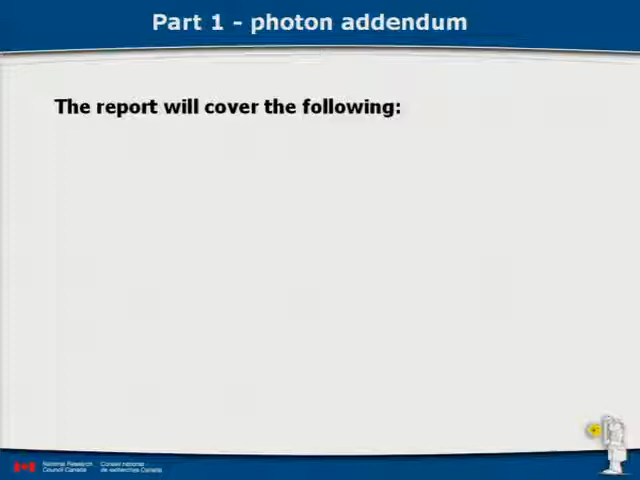 Part 1 - photon addendum
The report will cover the following:
National Research Conseil national
Council Canada de recherches Canada